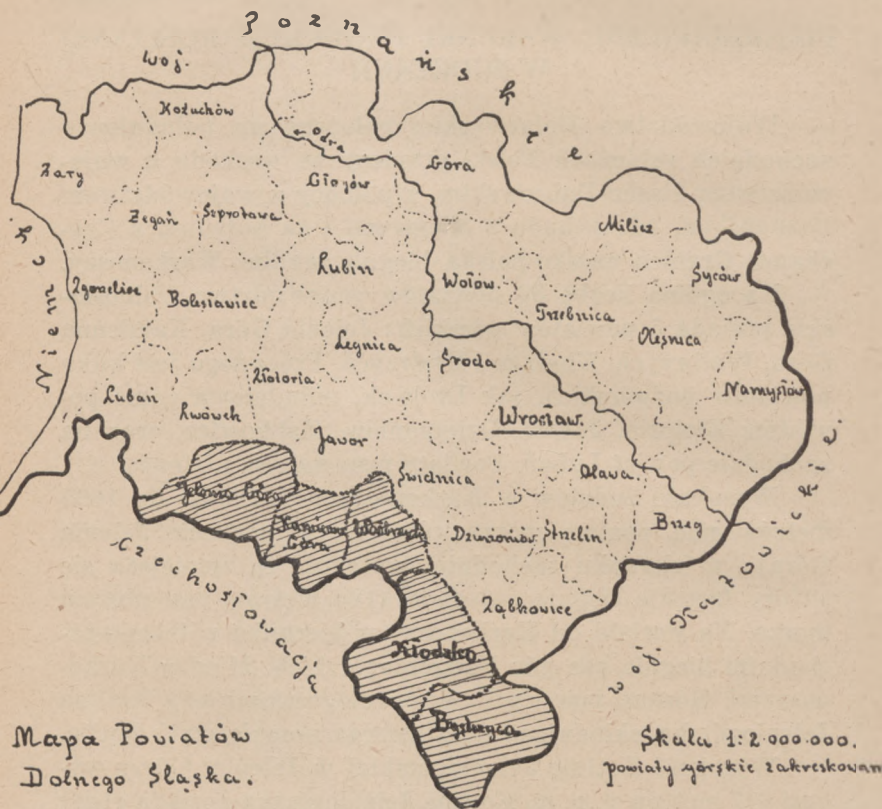 Woj. Poznańskie
Kożuchów
← Odra
Góra
Żary
Głogów
Żegań
Szprotawa
Milicz
Niemcy
Lubin
Wołów.
Syców
Zgorzelice
Bolesławiec
Trzebnica
Oleśnica
Legnica
Środa
Złotoria
Namysłów
Lubań
Lwówek
Wrocław.
Jawor
Świdnica
Oława
Jelenia Góra
Kamienna
Góra
Wałbrzych
Dzierżoniów
Strzelin
Brzeg
Czechosłowacja
Ząbkowice
woj. Katowickie.
Kłodzko
Bystrzyca
Mapa Powiatów
Dolnego Śląska.
Skala 1:2.000.000.
powiaty górskie zakreskowan